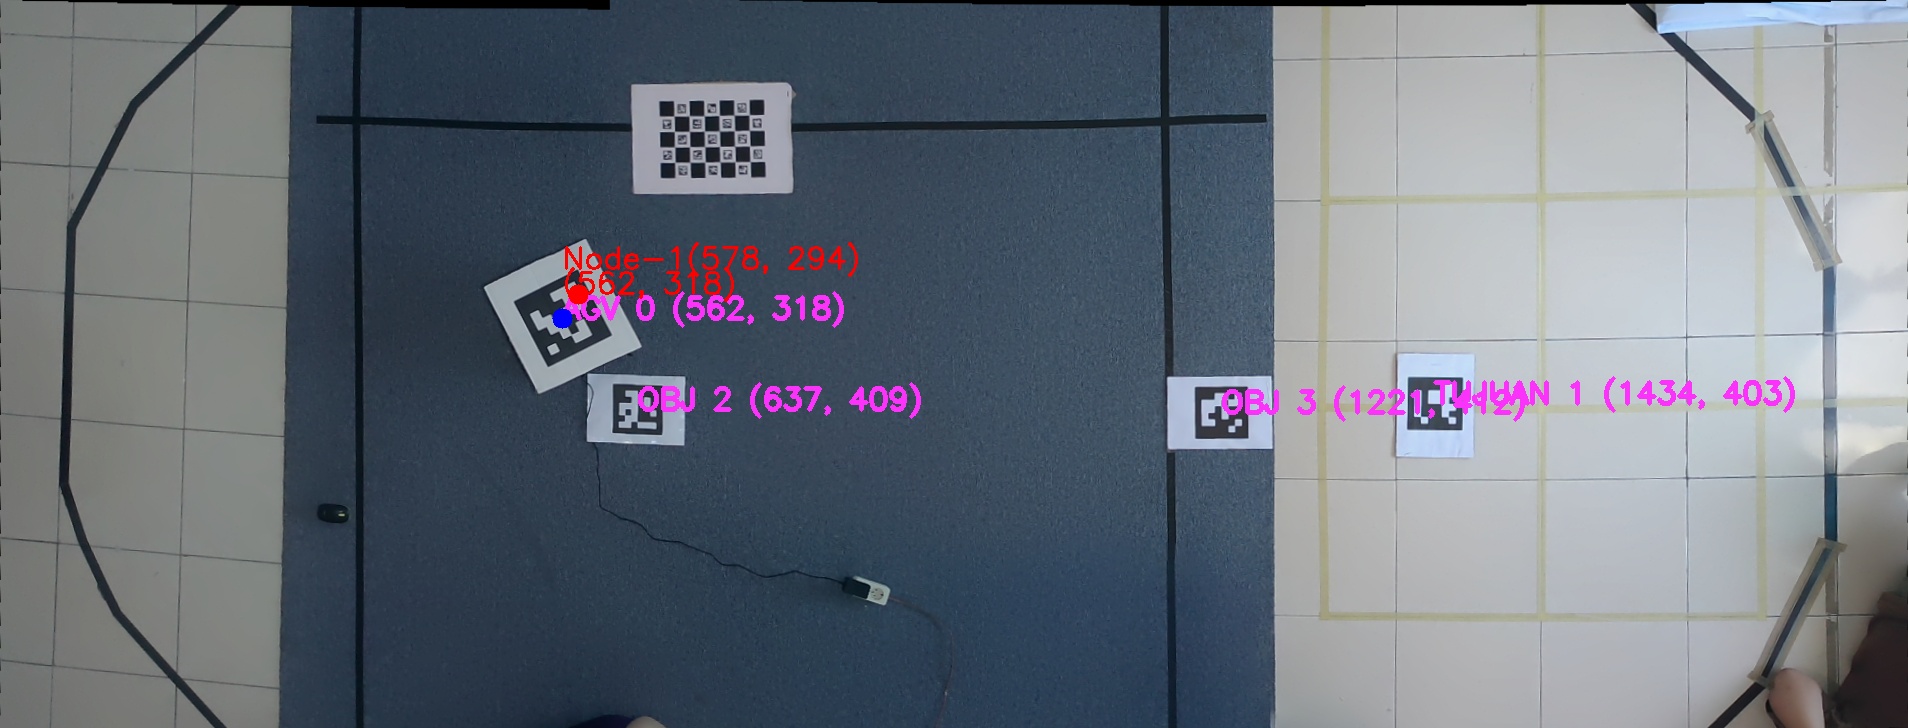 Node-1(578, 294)
(562, 318)
AGV 0 (562, 318)
OBJ 2 (637, 409)
OBJ 3 (1221, 412)
TUJUAN 1 (1434, 403)